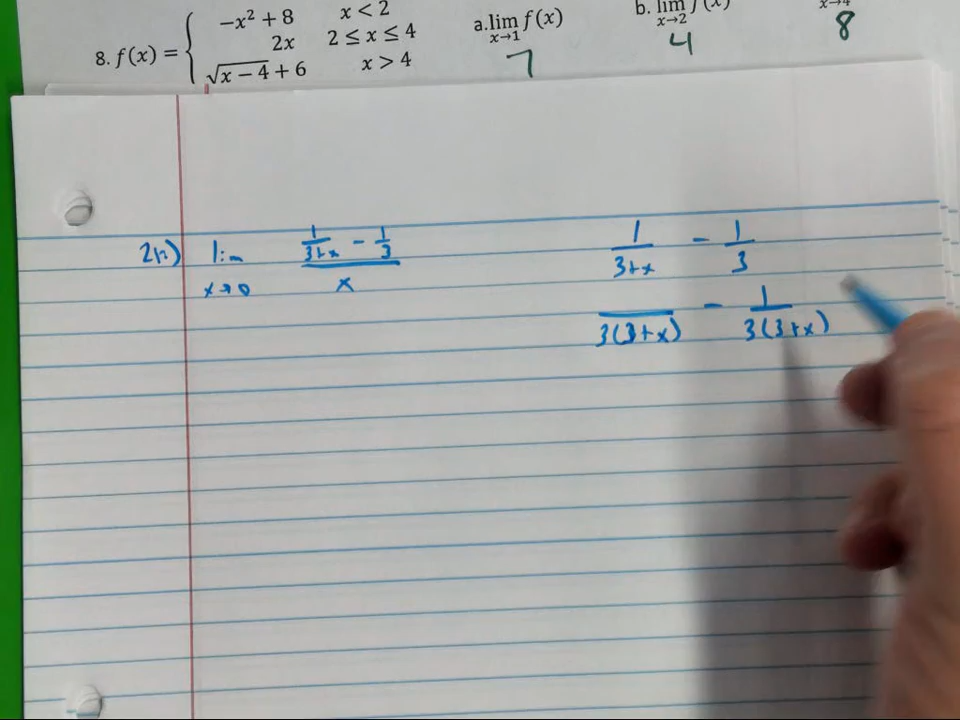 8. f(x) = { −x² + 8 x < 2
2x 2 ≤ x ≤ 4
√(x − 4) + 6 x > 4
a. lim x→1 f(x)
7
b. lim x→2 f(x)
4
x→4
8
2h) lim x→0 (1/(3+x) − 1/3)/x
1/(3+x) − 1/3
/3(3+x) − 1/3(3+x)